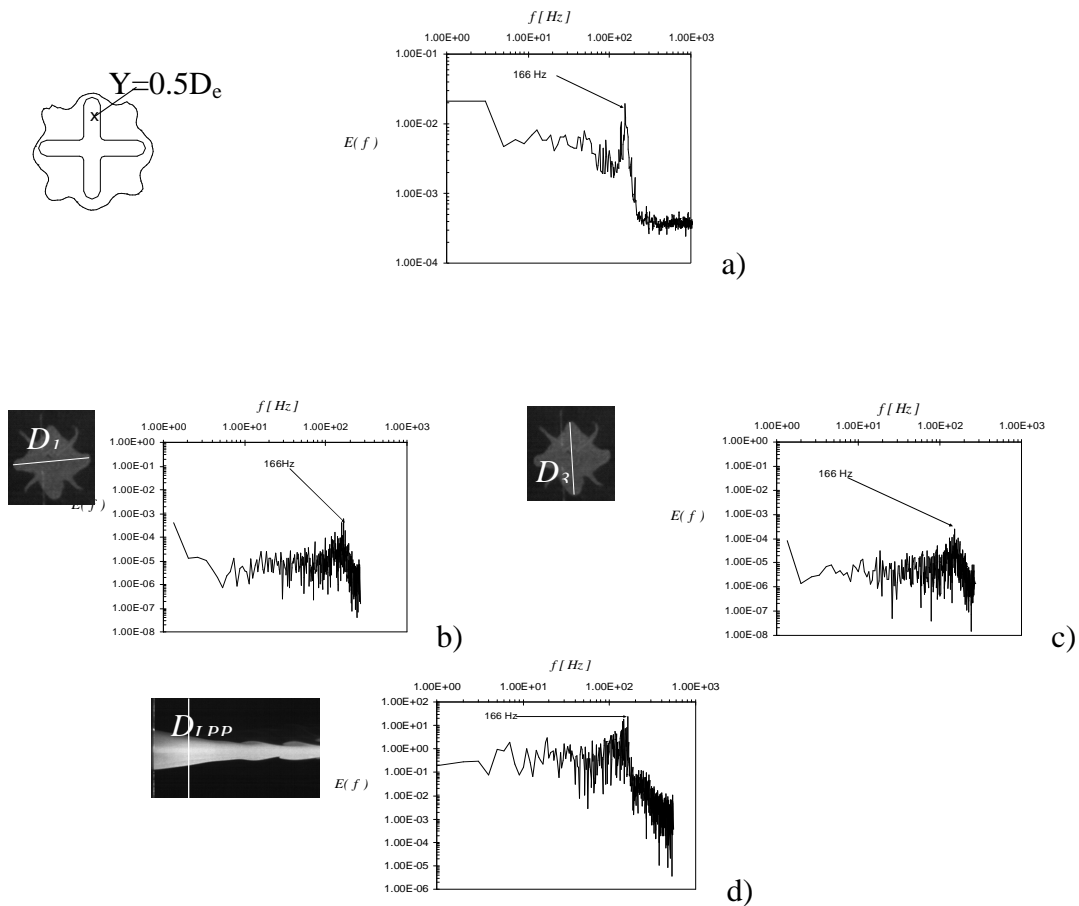 f [ Hz ]
1.00E+00 1.00E+01 1.00E+02 1.00E+03
1.00E-01
1.00E-02
1.00E-03
1.00E-04
E( f )
166 Hz
Y=0.5Dₑ
a)
D₁
f [ Hz ]
1.00E+00 1.00E+01 1.00E+02 1.00E+03
1.00E+00
1.00E-01
1.00E-02
1.00E-03
1.00E-04
1.00E-05
1.00E-06
1.00E-07
1.00E-08
E( f )
166Hz
b)
D₃
f [ Hz ]
1.00E+00 1.00E+01 1.00E+02 1.00E+03
1.00E+00
1.00E-01
1.00E-02
1.00E-03
1.00E-04
1.00E-05
1.00E-06
1.00E-07
1.00E-08
E( f )
166 Hz
c)
D_LPP
f [ Hz ]
1.00E+00 1.00E+01 1.00E+02 1.00E+03
1.00E+02
1.00E+01
1.00E+00
1.00E-01
1.00E-02
1.00E-03
1.00E-04
1.00E-05
1.00E-06
E( f )
166 Hz
d)